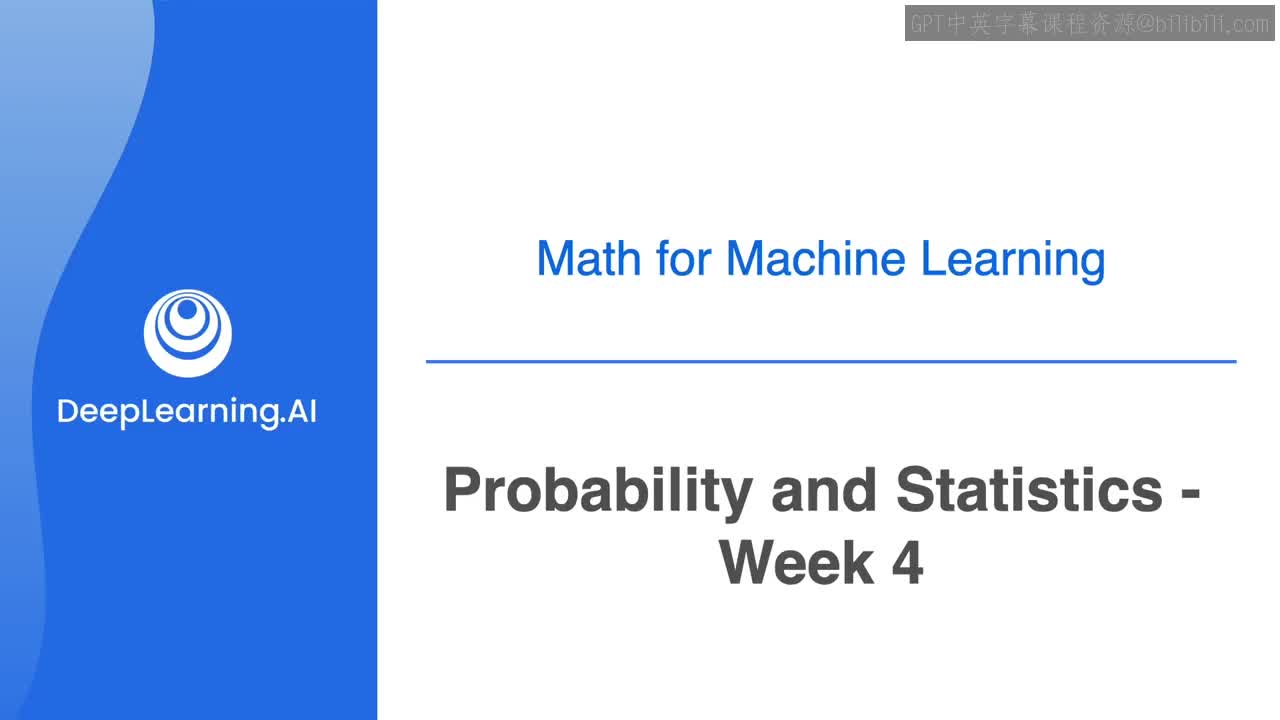 GPT中英字幕课程资源@bilibili.com
Math for Machine Learning
DeepLearning.AI
Probability and Statistics -
Week 4